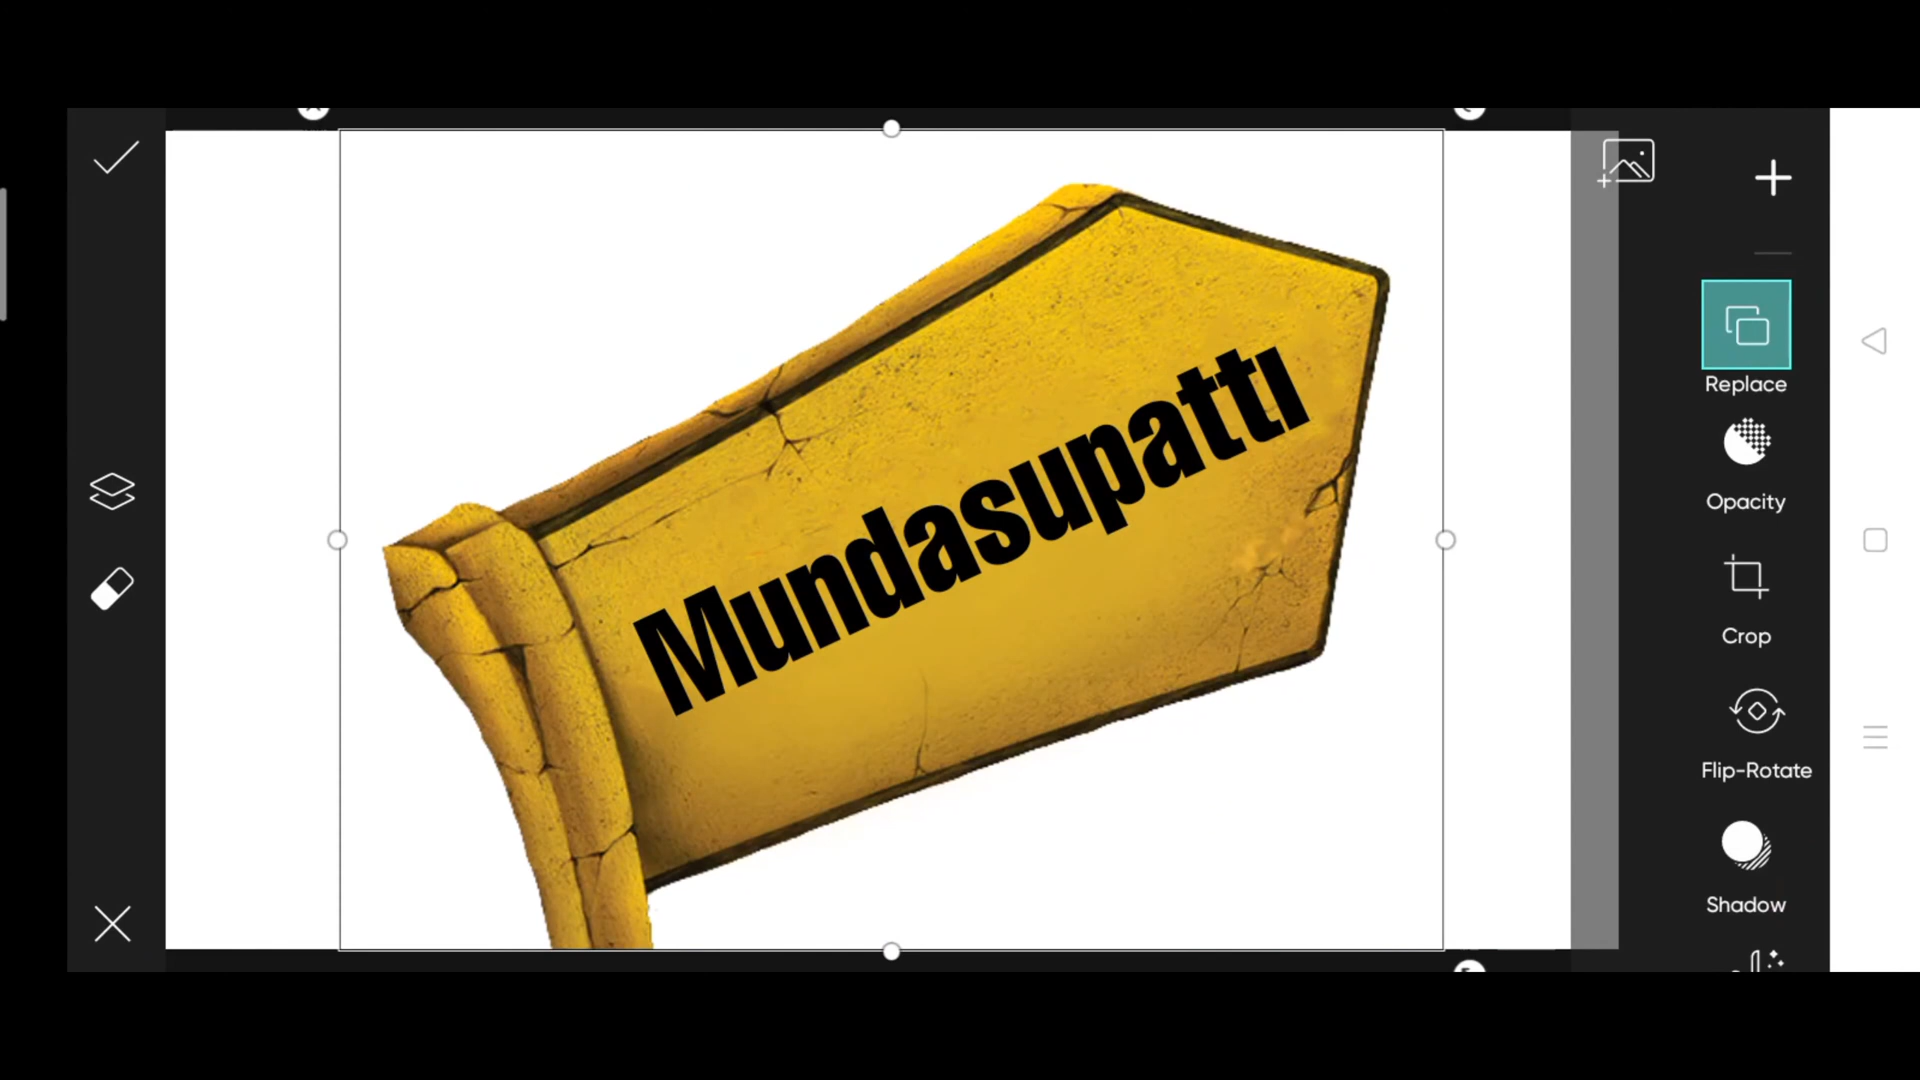 Mundasupatti
Replace
Opacity
Crop
Flip-Rotate
Shadow